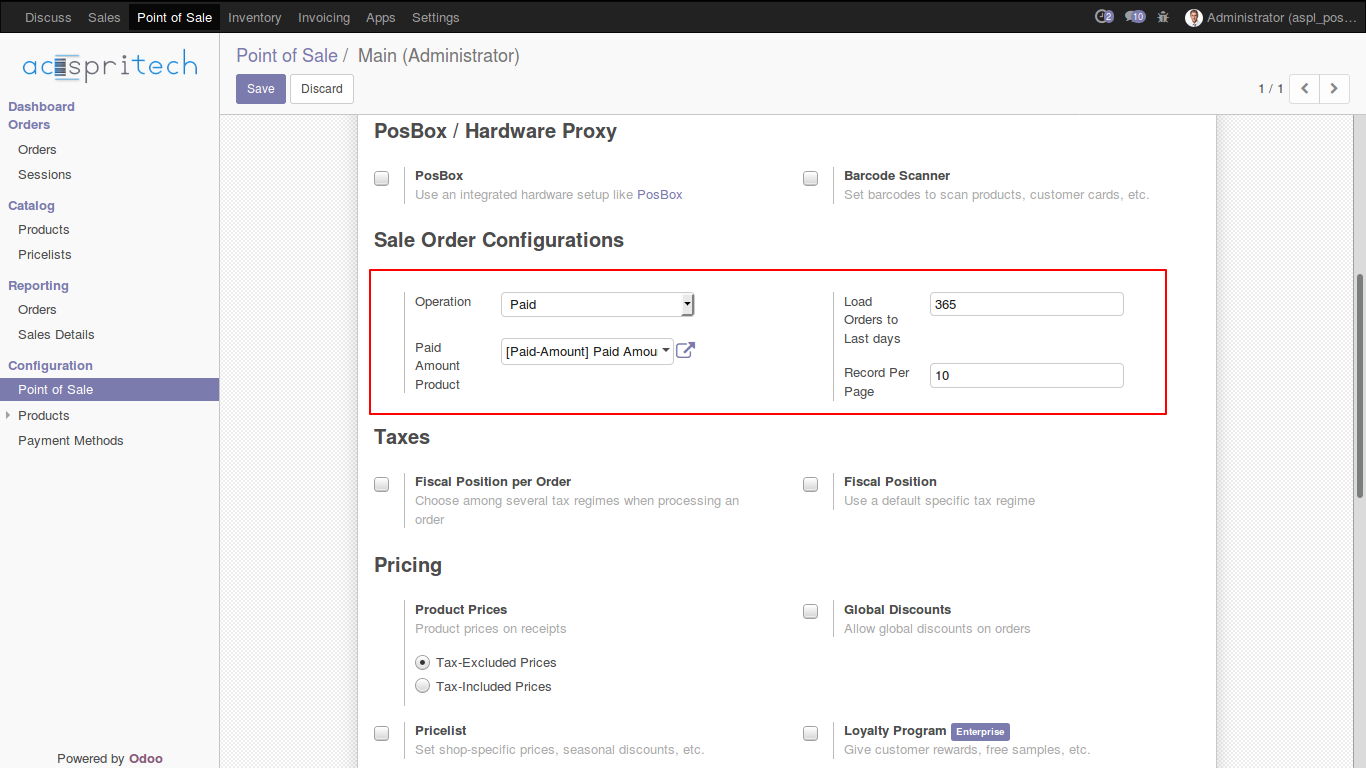 Discuss Sales Point of Sale Inventory Invoicing Apps Settings 2 10 Administrator (aspl_pos...
acespritech
Dashboard
Orders
Orders
Sessions
Catalog
Products
Pricelists
Reporting
Orders
Sales Details
Configuration
Point of Sale
Products
Payment Methods
Powered by Odoo
Point of Sale / Main (Administrator)
Save Discard 1 / 1
PosBox / Hardware Proxy
PosBox
Use an integrated hardware setup like PosBox
Barcode Scanner
Set barcodes to scan products, customer cards, etc.
Sale Order Configurations
Operation Paid
Paid
Amount
Product
[Paid-Amount] Paid Amou
Load
Orders to
Last days
365
Record Per
Page
10
Taxes
Fiscal Position per Order
Choose among several tax regimes when processing an
order
Fiscal Position
Use a default specific tax regime
Pricing
Product Prices
Product prices on receipts
Tax-Excluded Prices
Tax-Included Prices
Global Discounts
Allow global discounts on orders
Pricelist
Set shop-specific prices, seasonal discounts, etc.
Loyalty Program Enterprise
Give customer rewards, free samples, etc.